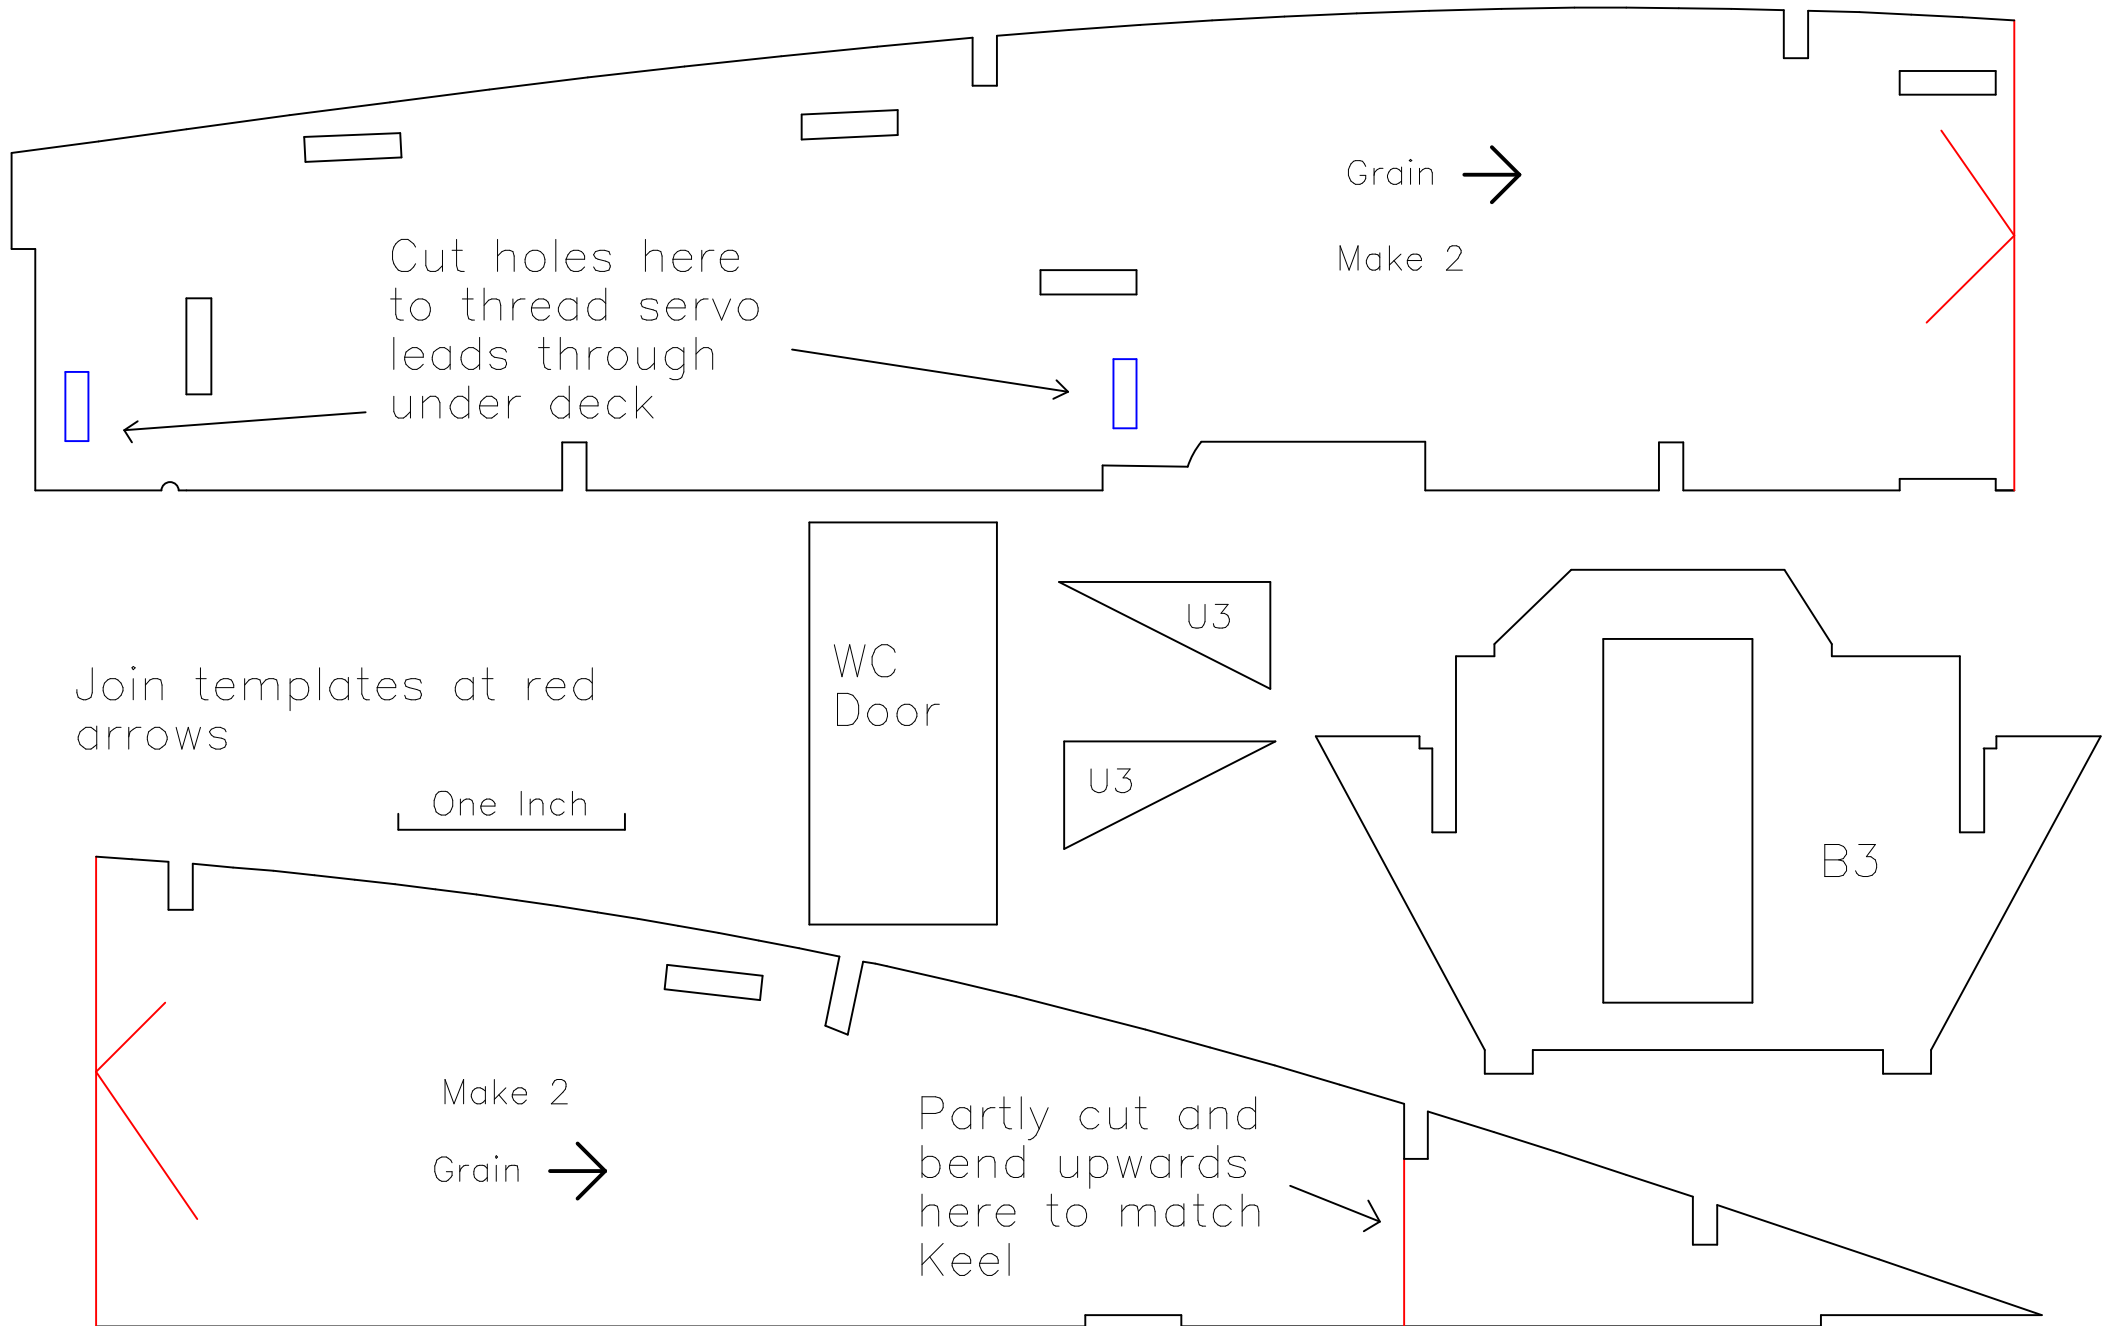 Grain
Make 2
Cut holes here
to thread servo
leads through
under deck
WC
Door
U3
U3
Join templates at red
arrows
One Inch
B3
Make 2
Grain
Partly cut and
bend upwards
here to match
Keel